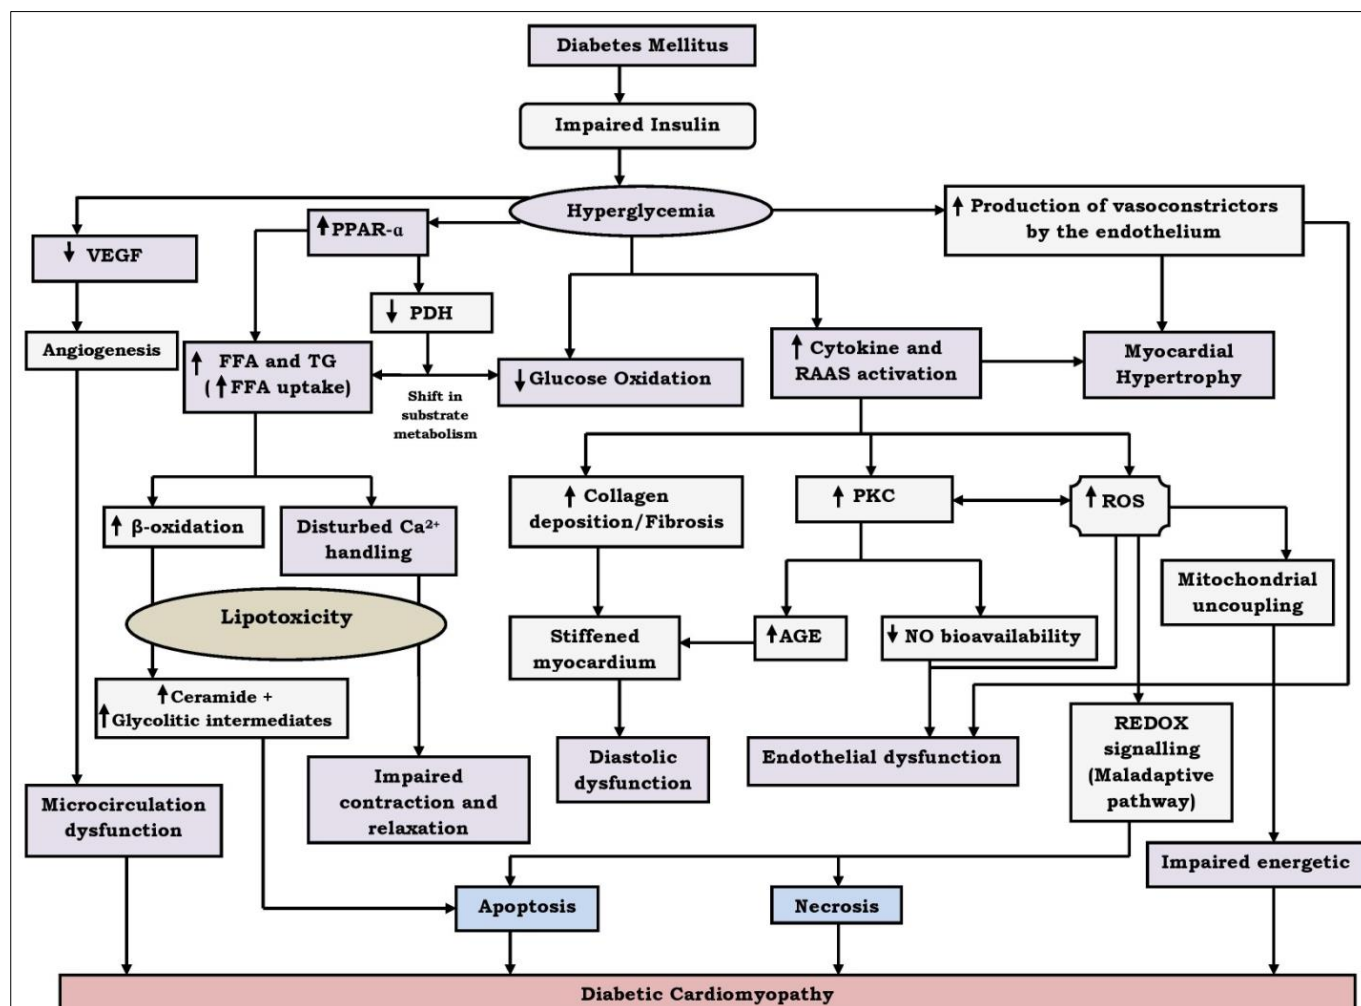 Diabetes Mellitus
Impaired Insulin
Hyperglycemia
↑ Production of vasoconstrictors
by the endothelium
↑PPAR-α
↓ VEGF
↓ PDH
Angiogenesis
↑ FFA and TG
(↑FFA uptake)
Shift in
substrate
metabolism
↓ Glucose Oxidation
↑ Cytokine and
RAAS activation
Myocardial
Hypertrophy
↑ β-oxidation
Disturbed Ca²⁺
handling
↑ Collagen
deposition/Fibrosis
↑ PKC
↑ ROS
Mitochondrial
uncoupling
Lipotoxicity
Stiffened
myocardium
↑AGE
↓ NO bioavailability
↑Ceramide +
↑Glycolitic intermediates
REDOX
signalling
(Maladaptive
pathway)
Microcirculation
dysfunction
Impaired
contraction and
relaxation
Diastolic
dysfunction
Endothelial dysfunction
Impaired energetic
Apoptosis
Necrosis
Diabetic Cardiomyopathy